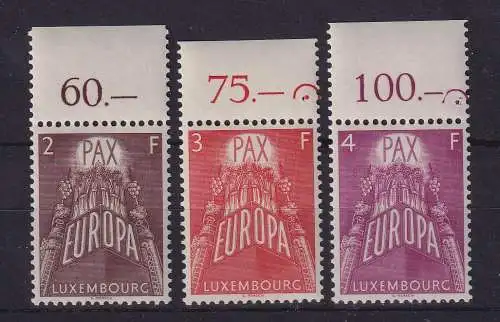 60.—
75.—
100.—
2 F
PAX
EUROPA
LUXEMBOURG
3 F
PAX
EUROPA
LUXEMBOURG
4 F
PAX
EUROPA
LUXEMBOURG